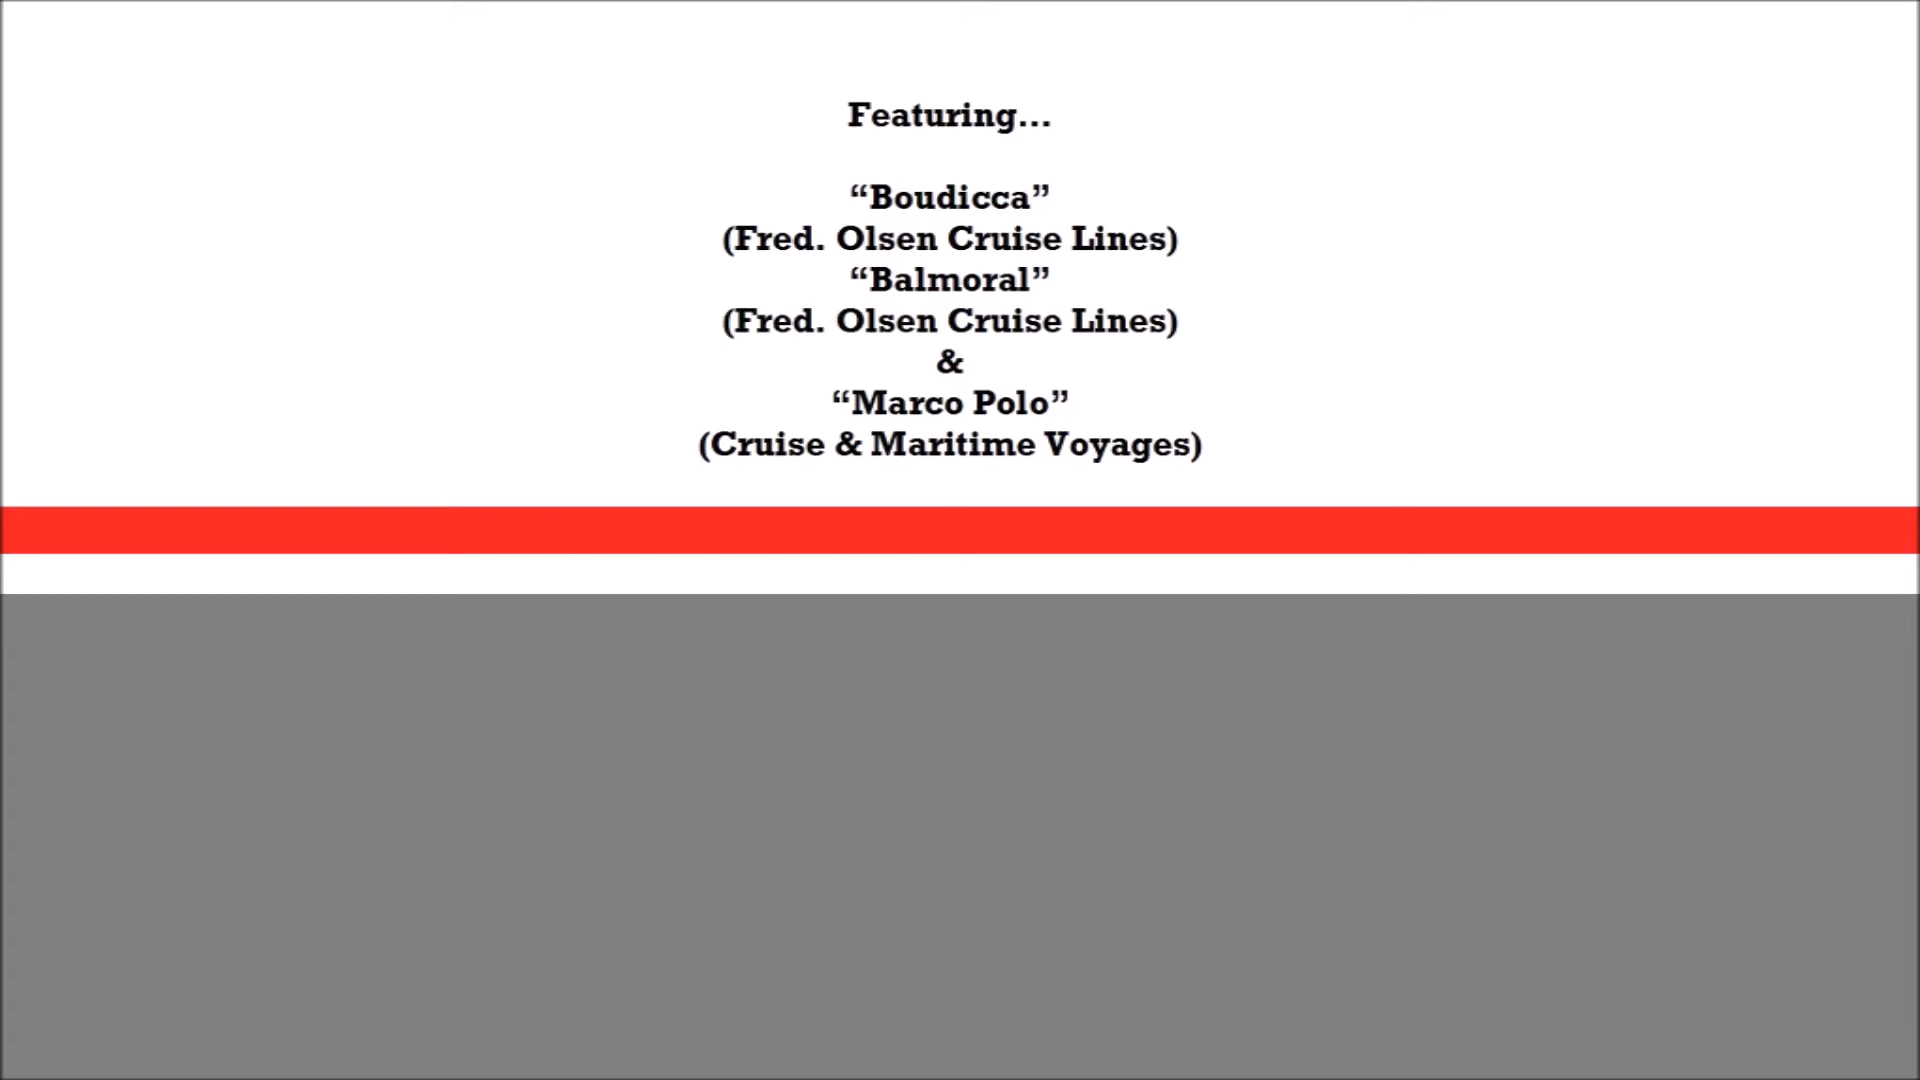 Featuring...
“Boudicca”
(Fred. Olsen Cruise Lines)
“Balmoral”
(Fred. Olsen Cruise Lines)
&
“Marco Polo”
(Cruise & Maritime Voyages)